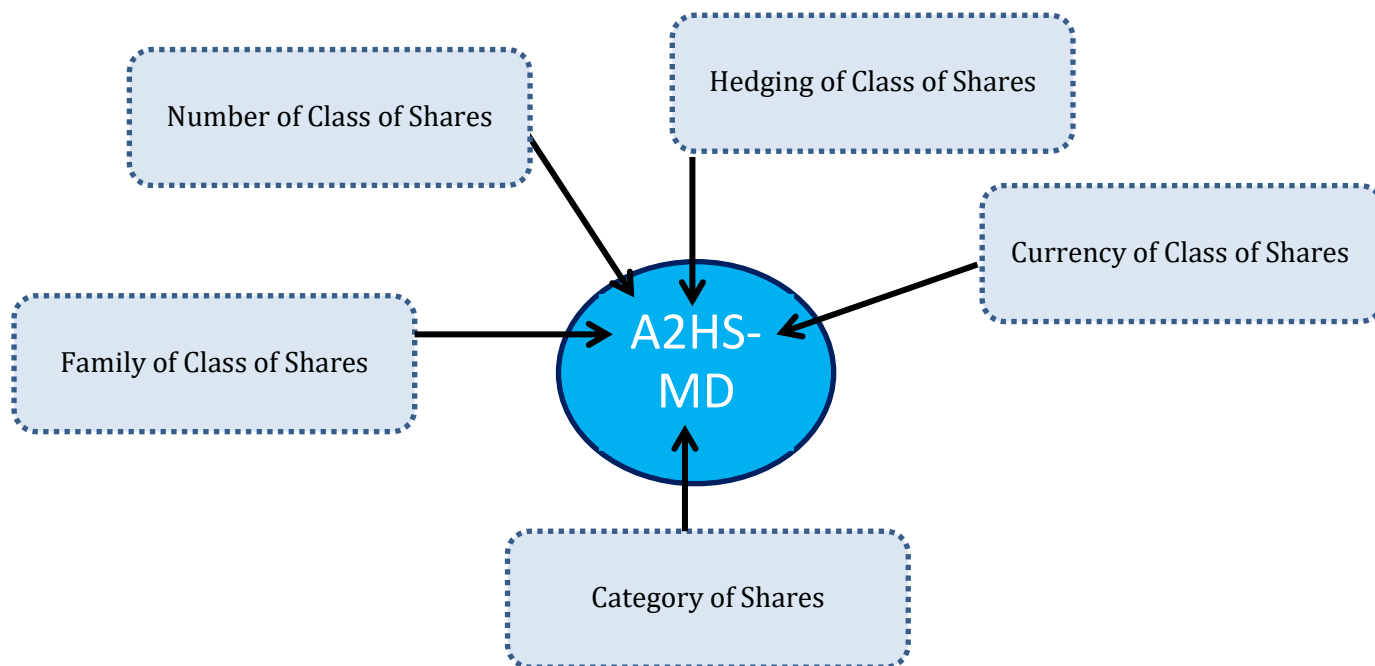 Hedging of Class of Shares
Number of Class of Shares
Currency of Class of Shares
Family of Class of Shares
A2HS-
MD
Category of Shares